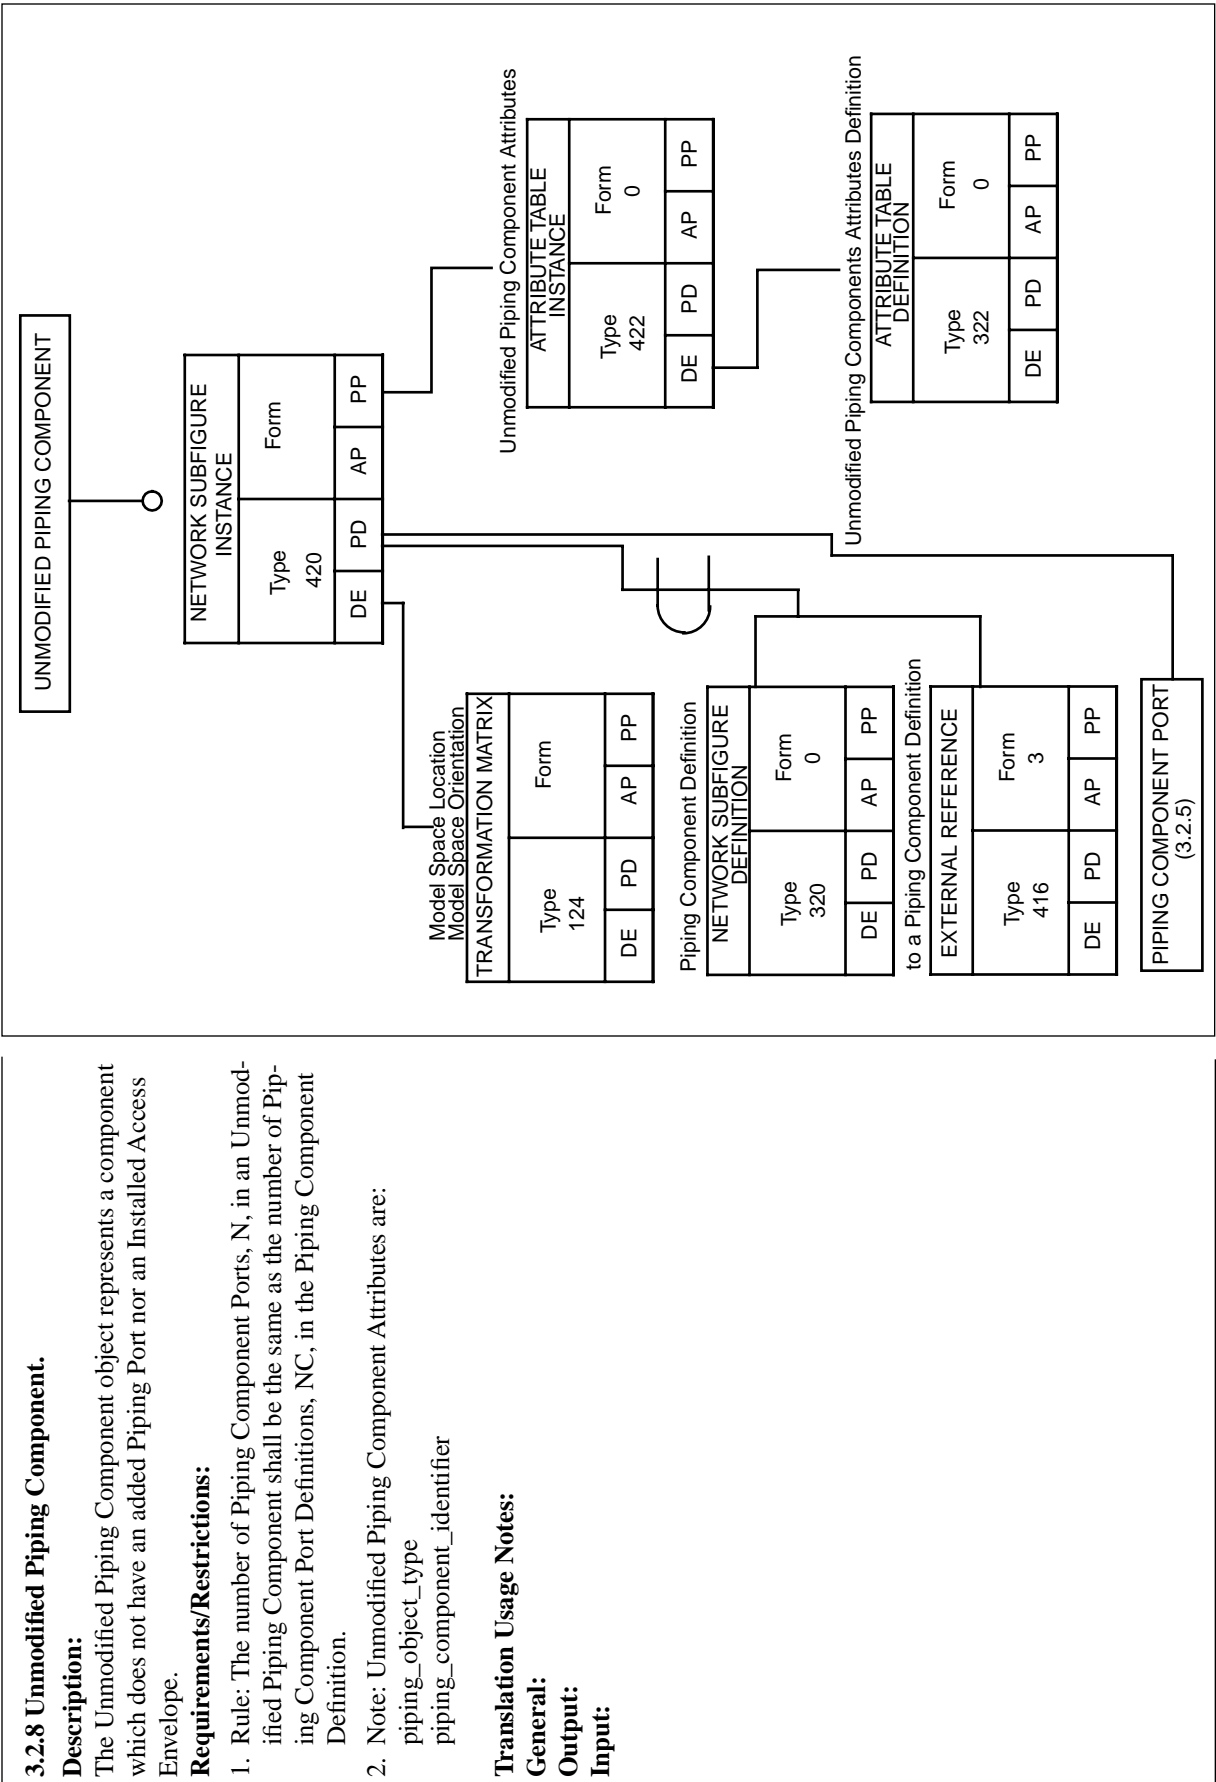 3.2.8 Unmodified Piping Component.
Description:
The Unmodified Piping Component object represents a component
which does not have an added Piping Port nor an Installed Access
Envelope.
Requirements/Restrictions:
1. Rule: The number of Piping Component Ports, N, in an Unmod-
ified Piping Component shall be the same as the number of Pip-
ing Component Port Definitions, NC, in the Piping Component
Definition.
2. Note: Unmodified Piping Component Attributes are:
piping_object_type
piping_component_identifier
Translation Usage Notes:
General:
Output:
Input:
UNMODIFIED PIPING COMPONENT
NETWORK SUBFIGURE
INSTANCE
Type
420
Form
DE PD AP PP
Model Space Location
Model Space Orientation
TRANSFORMATION MATRIX
Type
124
Form
DE PD AP PP
Unmodified Piping Component Attributes
ATTRIBUTE TABLE
INSTANCE
Type
422
Form
0
DE PD AP PP
Piping Component Definition
NETWORK SUBFIGURE
DEFINITION
Type
320
Form
0
DE PD AP PP
Unmodified Piping Components Attributes Definition
ATTRIBUTE TABLE
DEFINITION
Type
322
Form
0
DE PD AP PP
to a Piping Component Definition
EXTERNAL REFERENCE
Type
416
Form
3
DE PD AP PP
PIPING COMPONENT PORT
(3.2.5)